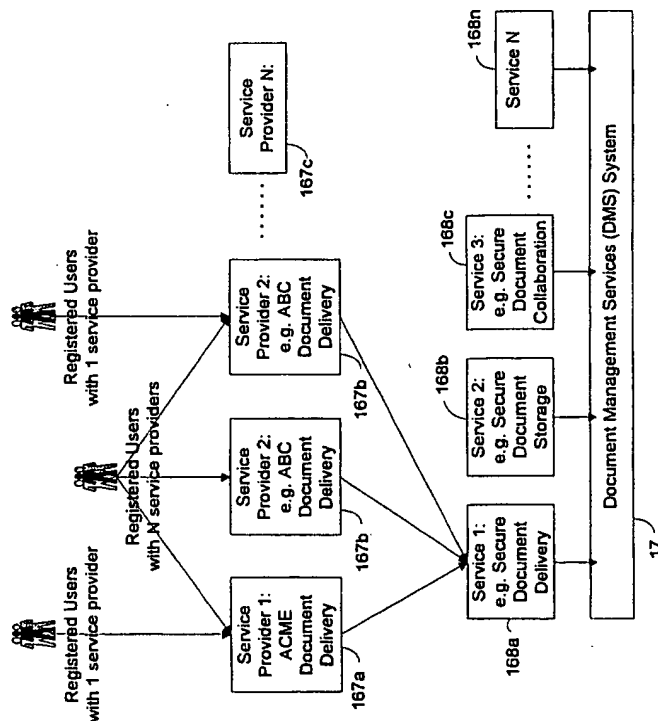 Registered Users
with 1 service provider
Registered Users
with N service providers
Registered Users
with 1 service provider
Service
Provider 1:
ACME
Document
Delivery
167a
Service
Provider 2:
e.g. ABC
Document
Delivery
167b
Service
Provider 2:
e.g. ABC
Document
Delivery
167b
......
Service
Provider N:
167c
Service 1:
e.g. Secure
Document
Delivery
168a
Service 2:
e.g. Secure
Document
Storage
168b
Service 3:
e.g. Secure
Document
Collaboration
168c
......
Service N
168n
Document Management Services (DMS) System
17